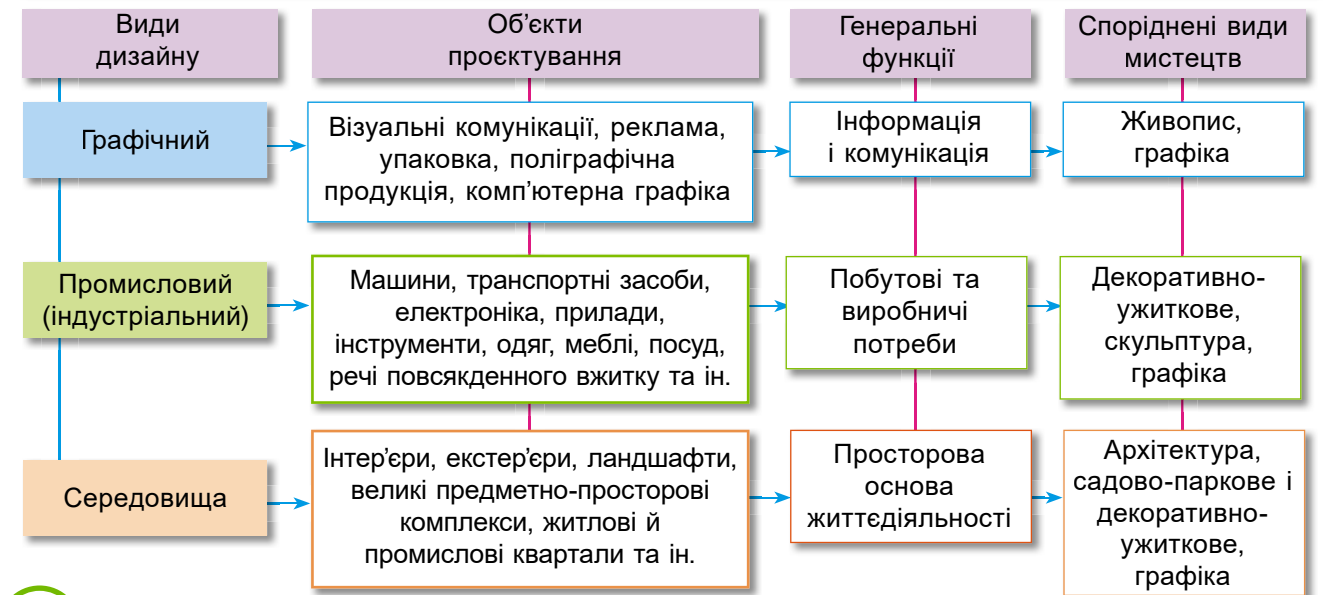 Види
дизайну
Об'єкти
проєктування
Генеральні
функції
Споріднені види
мистецтв
Графічний
Візуальні комунікації, реклама,
упаковка, поліграфічна
продукція, комп'ютерна графіка
Інформація
і комунікація
Живопис,
графіка
Промисловий
(індустріальний)
Машини, транспортні засоби,
електроніка, прилади,
інструменти, одяг, меблі, посуд,
речі повсякденного вжитку та ін.
Побутові та
виробничі
потреби
Декоративно-
ужиткове,
скульптура,
графіка
Середовища
Інтер'єри, екстер'єри, ландшафти,
великі предметно-просторові
комплекси, житлові й
промислові квартали та ін.
Просторова
основа
життєдіяльності
Архітектура,
садово-паркове і
декоративно-
ужиткове,
графіка